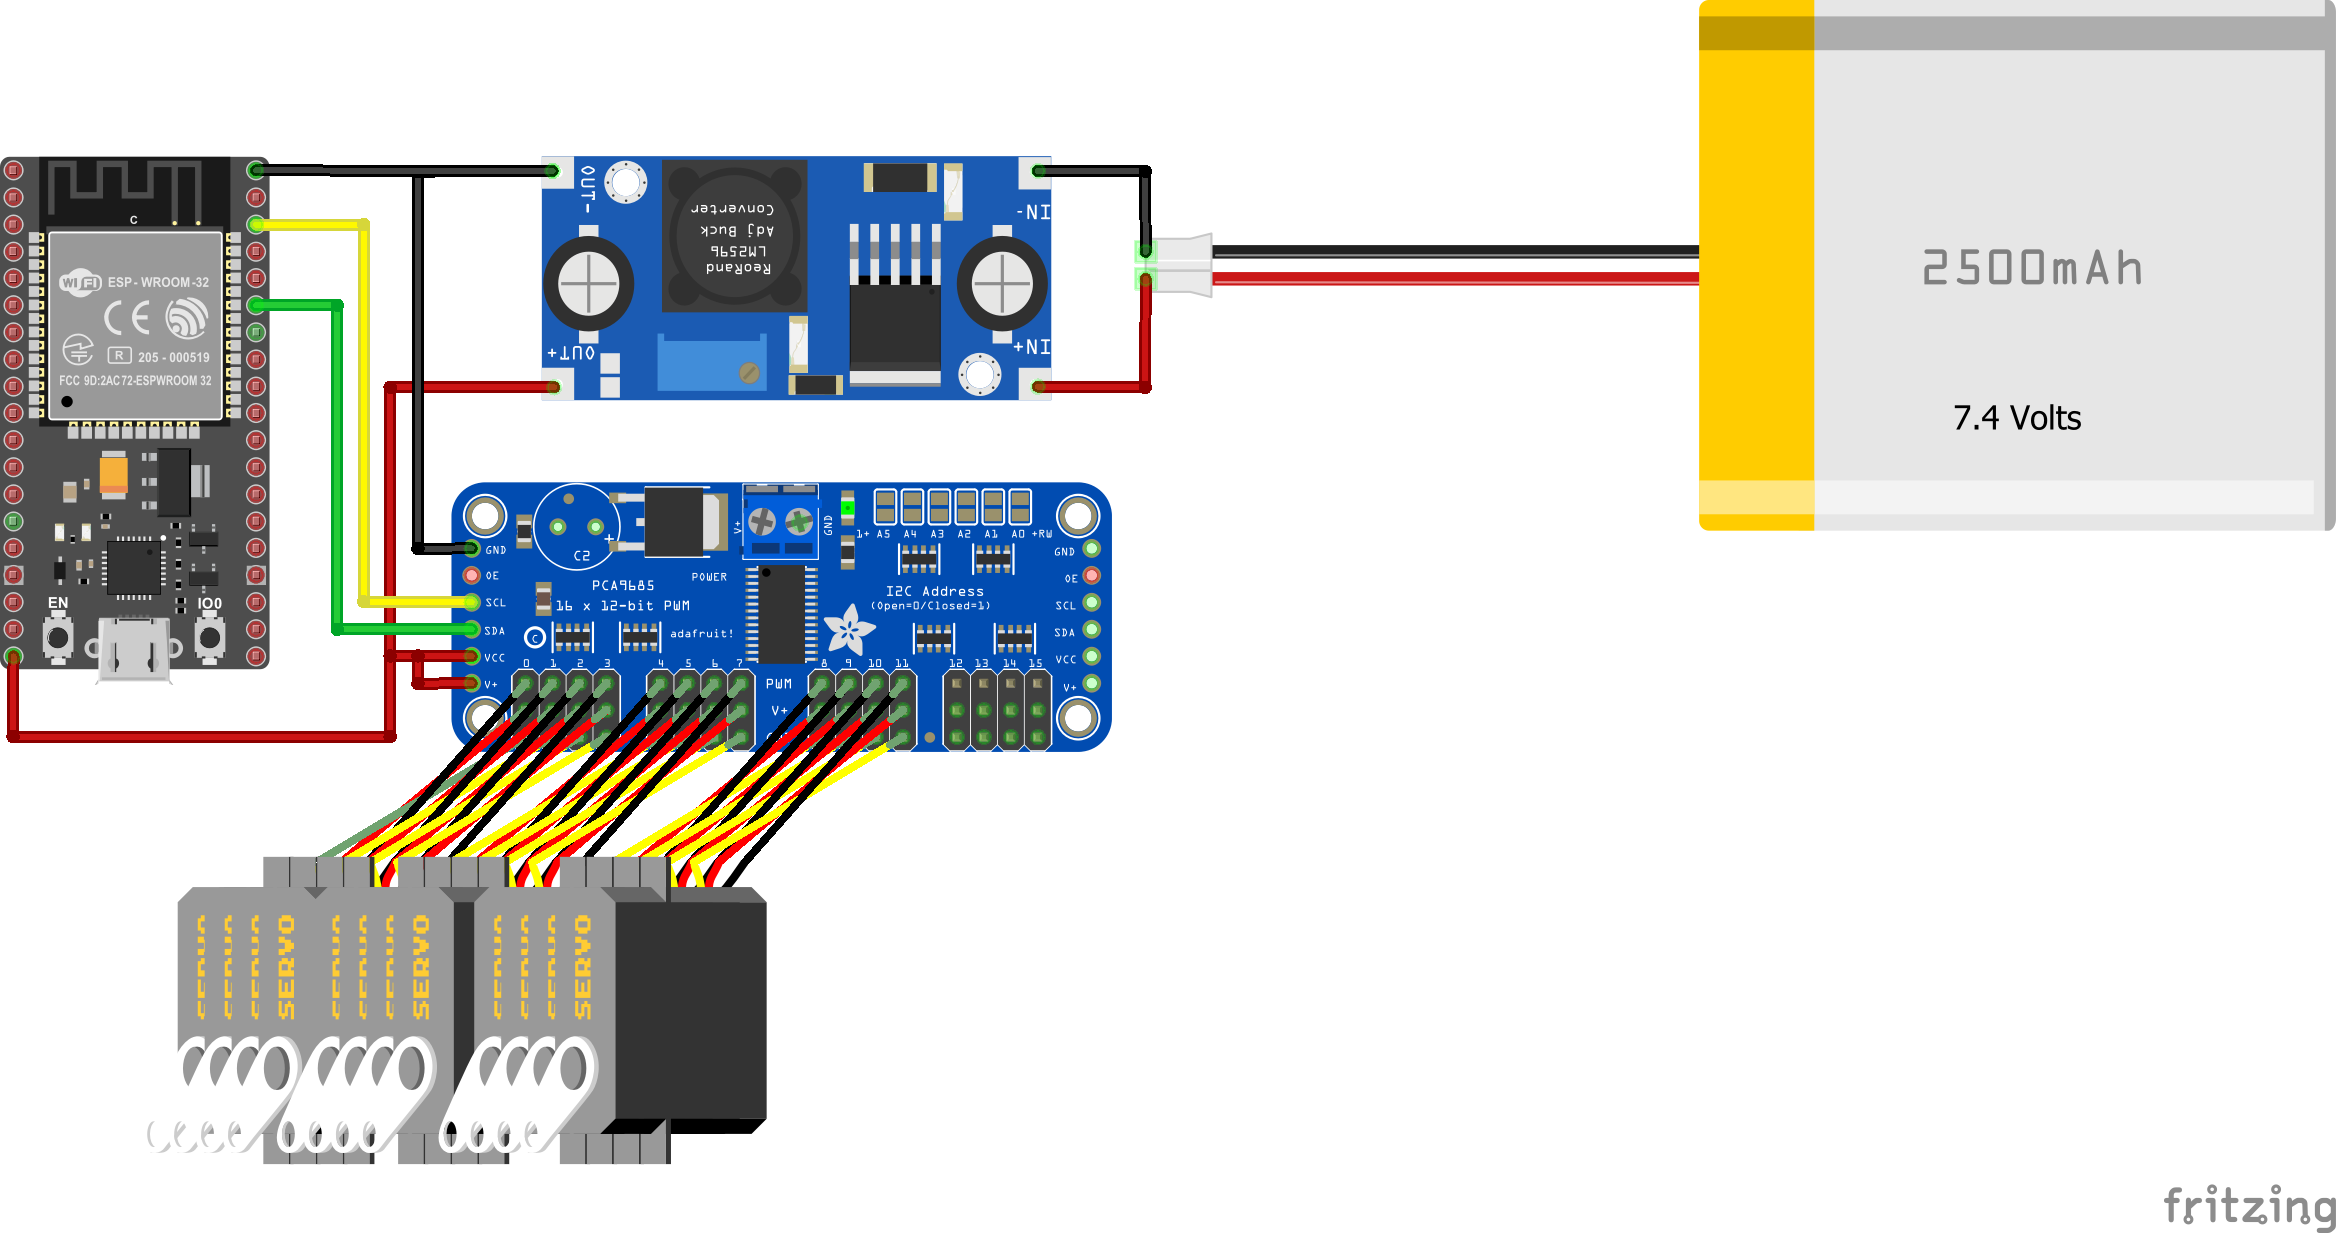 2500mAh
7.4 Volts
C
Wi Fi
ESP-WROOM-32
CE
R
205-000519
FCC 9D:2AC72-ESPWROOM 32
EN
IO0
OUT-
OUT+
ReoRand
LM2596
Adj Buck
Converter
IN-
IN+
GND
OE
SCL
SDA
VCC
V+
C2
+
PCA9685
16 x 12-bit PWM
POWER
adafruit!
C
V+
GND
1+ A5 A4 A3 A2 A1 A0 +RW
I2C Address
(Open=0/Closed=1)
GND
OE
SCL
SDA
VCC
V+
0 1 2 3 4 5 6 7 8 9 10 11 12 13 14 15
PWM
V+
SERVO
SERVO
SERVO
fritzing